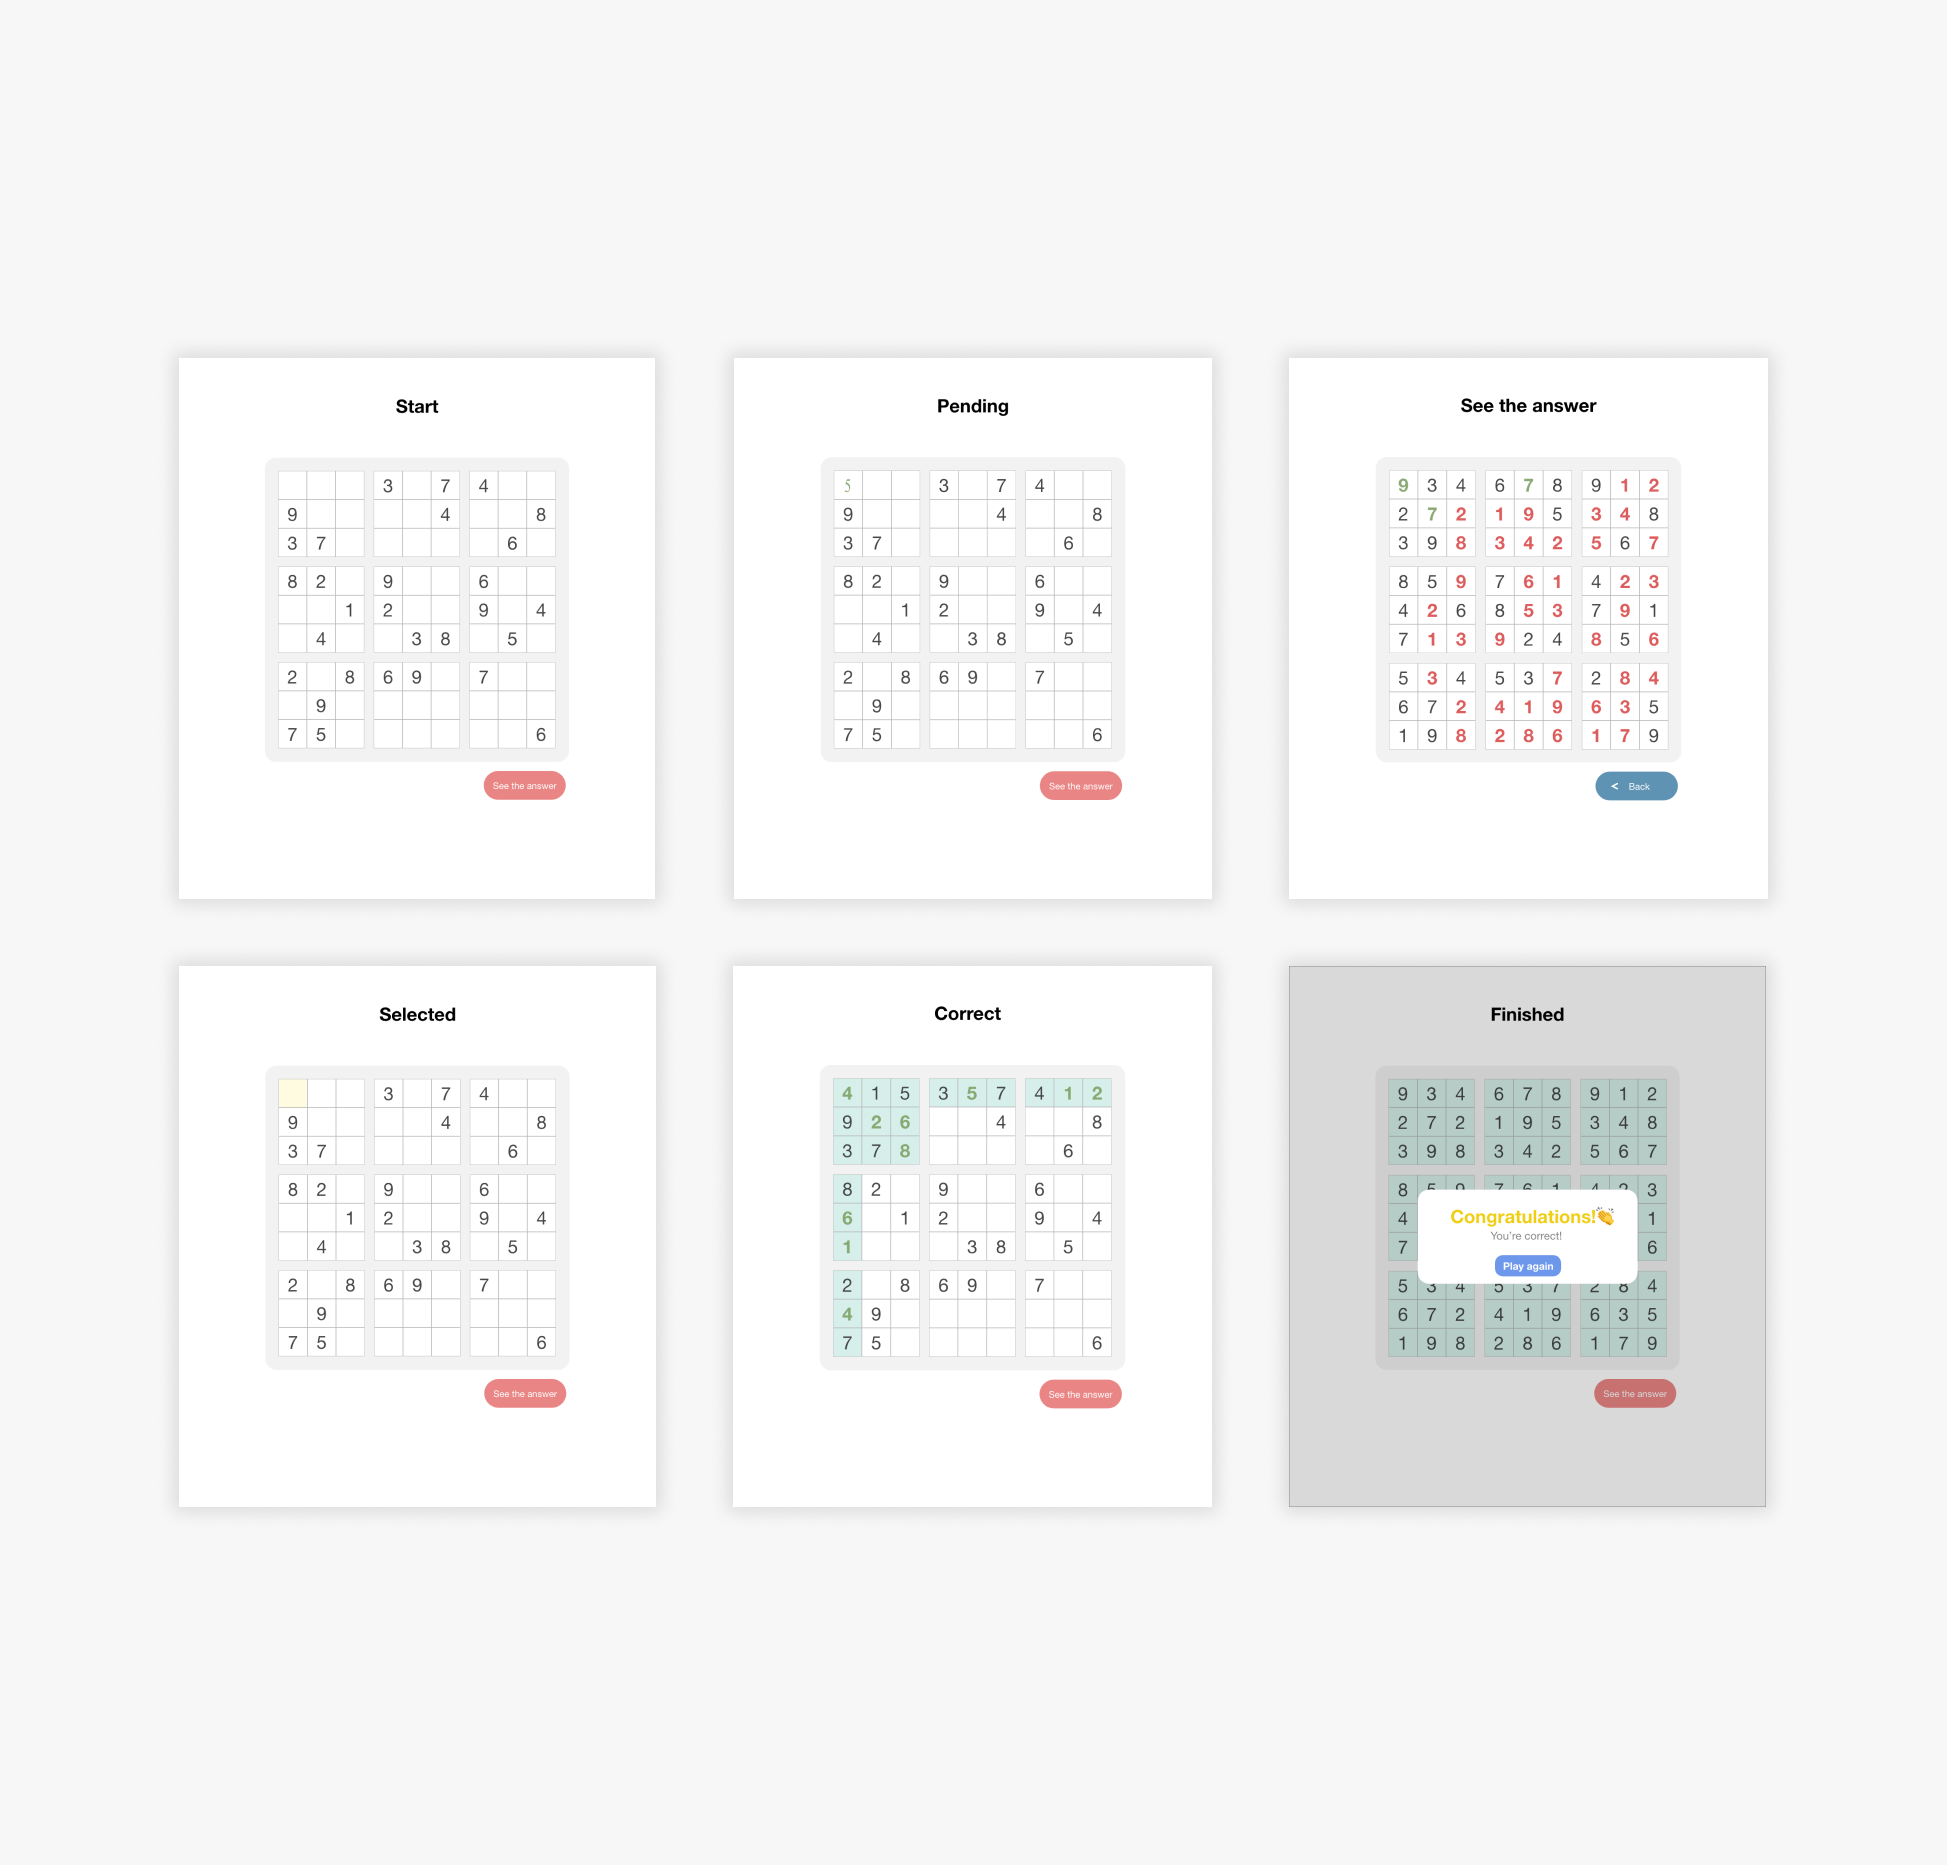 Start
3 7 4
9 4 8
3 7 6
8 2 9 6
1 2 9 4
4 3 8 5
2 8 6 9 7
9
7 5 6
See the answer
Pending
5 3 7 4
9 4 8
3 7 6
8 2 9 6
1 2 9 4
4 3 8 5
2 8 6 9 7
9
7 5 6
See the answer
See the answer
9 3 4 6 7 8 9 1 2
2 7 2 1 9 5 3 4 8
3 9 8 3 4 2 5 6 7
8 5 9 7 6 1 4 2 3
4 2 6 8 5 3 7 9 1
7 1 3 9 2 4 8 5 6
5 3 4 5 3 7 2 8 4
6 7 2 4 1 9 6 3 5
1 9 8 2 8 6 1 7 9
< Back
Selected
3 7 4
9 4 8
3 7 6
8 2 9 6
1 2 9 4
4 3 8 5
2 8 6 9 7
9
7 5 6
See the answer
Correct
4 1 5 3 5 7 4 1 2
9 2 6 4 8
3 7 8 6
8 2 9 6
6 1 2 9 4
1 3 8 5
2 8 6 9 7
4 9
7 5 6
See the answer
Finished
9 3 4 6 7 8 9 1 2
2 7 2 1 9 5 3 4 8
3 9 8 3 4 2 5 6 7
8 5 9 7 6 1 4 2 3
4 1
7 6
Congratulations!👏
You're correct!
Play again
5 3 4 5 3 7 2 8 4
6 7 2 4 1 9 6 3 5
1 9 8 2 8 6 1 7 9
See the answer